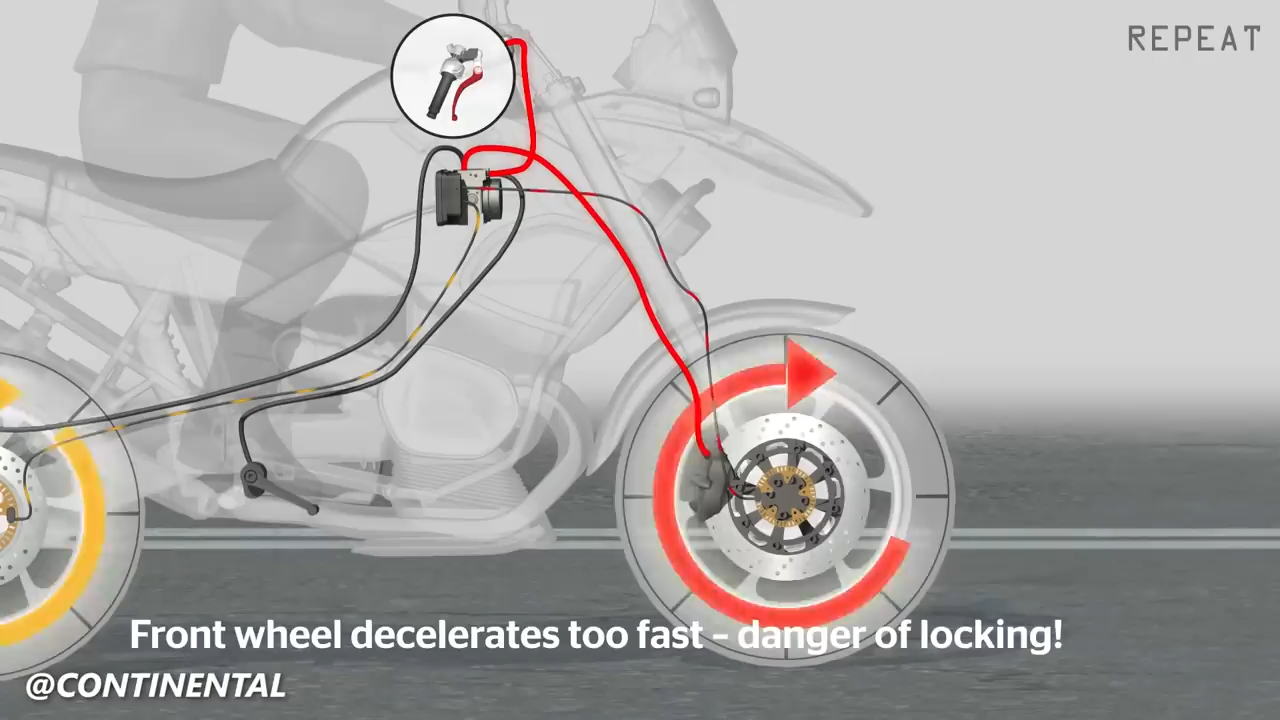 REPEAT
Front wheel decelerates too fast – danger of locking!
@CONTINENTAL